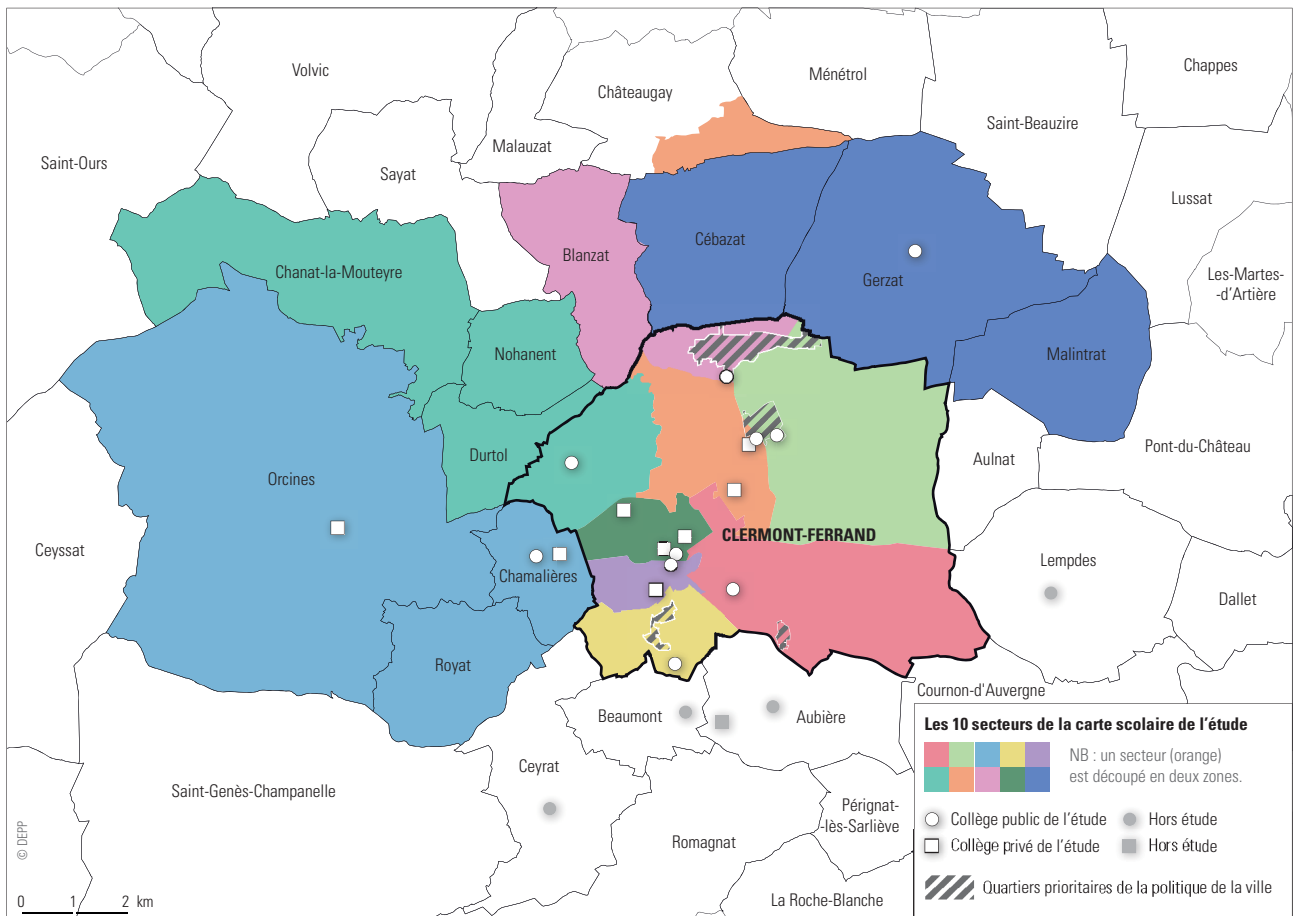 Volvic
Châteaugay
Ménétrol
Chappes
Saint-Beauzire
Malauzat
Saint-Ours
Sayat
Lussat
Cébazat
Blanzat
Chanat-la-Mouteyre
Gerzat
Les-Martes-
-d'Artière
Nohanent
Malintrat
Pont-du-Château
Durtol
Aulnat
Orcines
CLERMONT-FERRAND
Ceyssat
Lempdes
Chamalières
Dallet
Royat
Cournon-d'Auvergne
Beaumont
Aubière
Ceyrat
Saint-Genès-Champanelle
Pérignat-
-lès-Sarliève
Romagnat
La Roche-Blanche
Les 10 secteurs de la carte scolaire de l'étude
NB : un secteur (orange)
est découpé en deux zones.
Collège public de l'étude
Hors étude
Collège privé de l'étude
Hors étude
Quartiers prioritaires de la politique de la ville
© DEPP
0 1 2 km